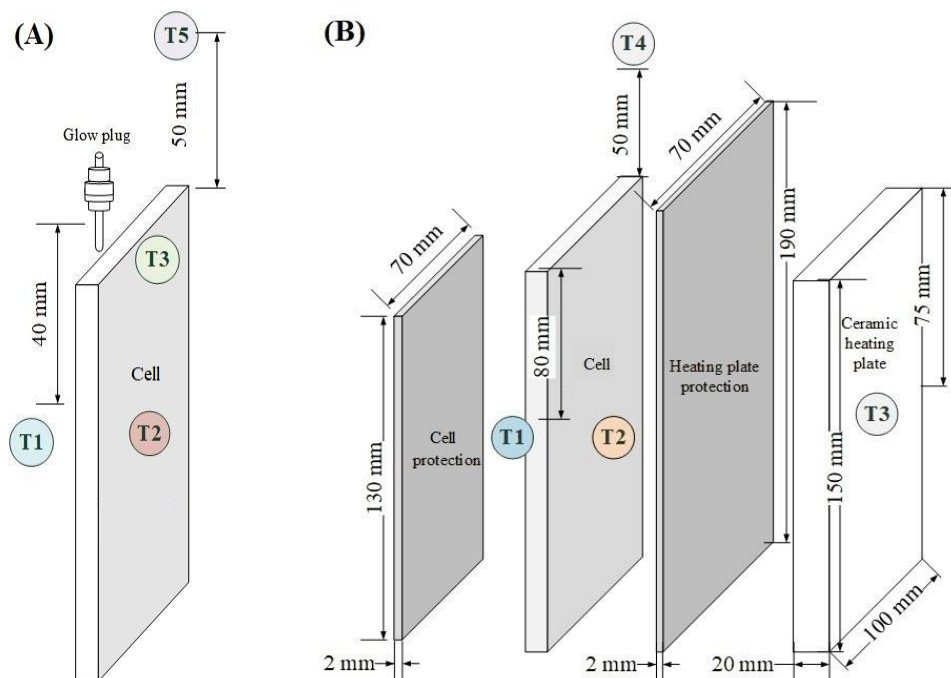 (A)
T5
50 mm
Glow plug
T3
40 mm
Cell
T1
T2
(B)
T4
50 mm
70 mm
70 mm
190 mm
75 mm
80 mm
Cell
Heating plate
protection
Ceramic
heating
plate
T3
Cell
protection
T1
T2
130 mm
150 mm
100 mm
2 mm
2 mm
20 mm